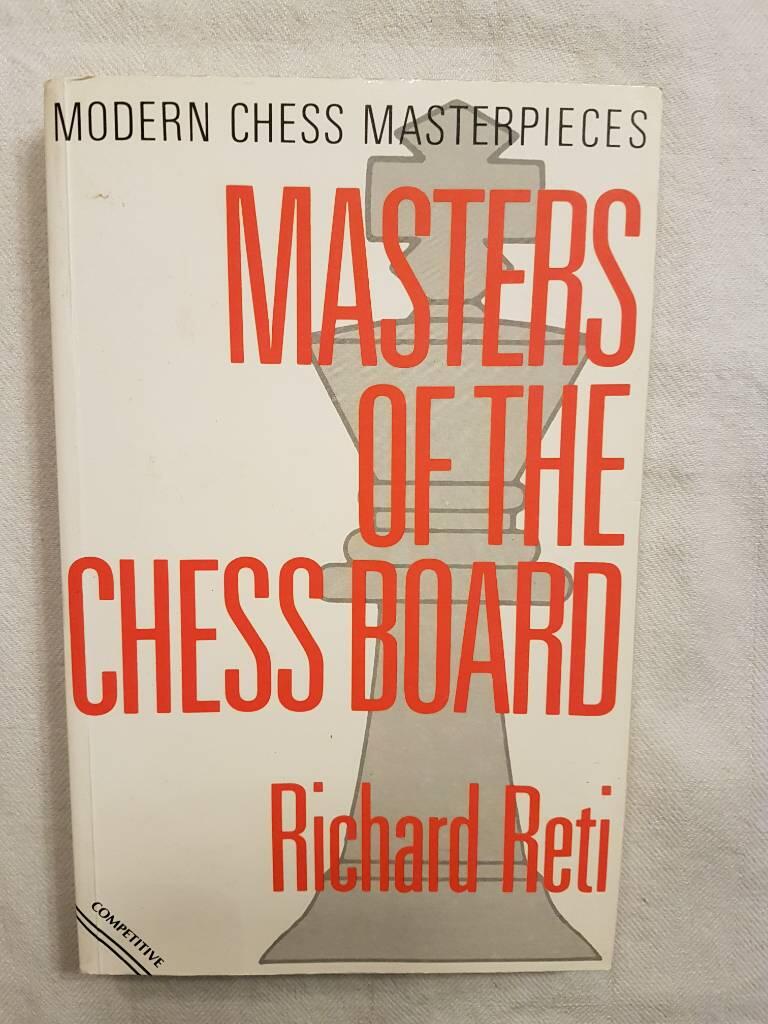 MODERN CHESS MASTERPIECES
MASTERS
OF THE
CHESS BOARD
Richard Reti
COMPETITIVE